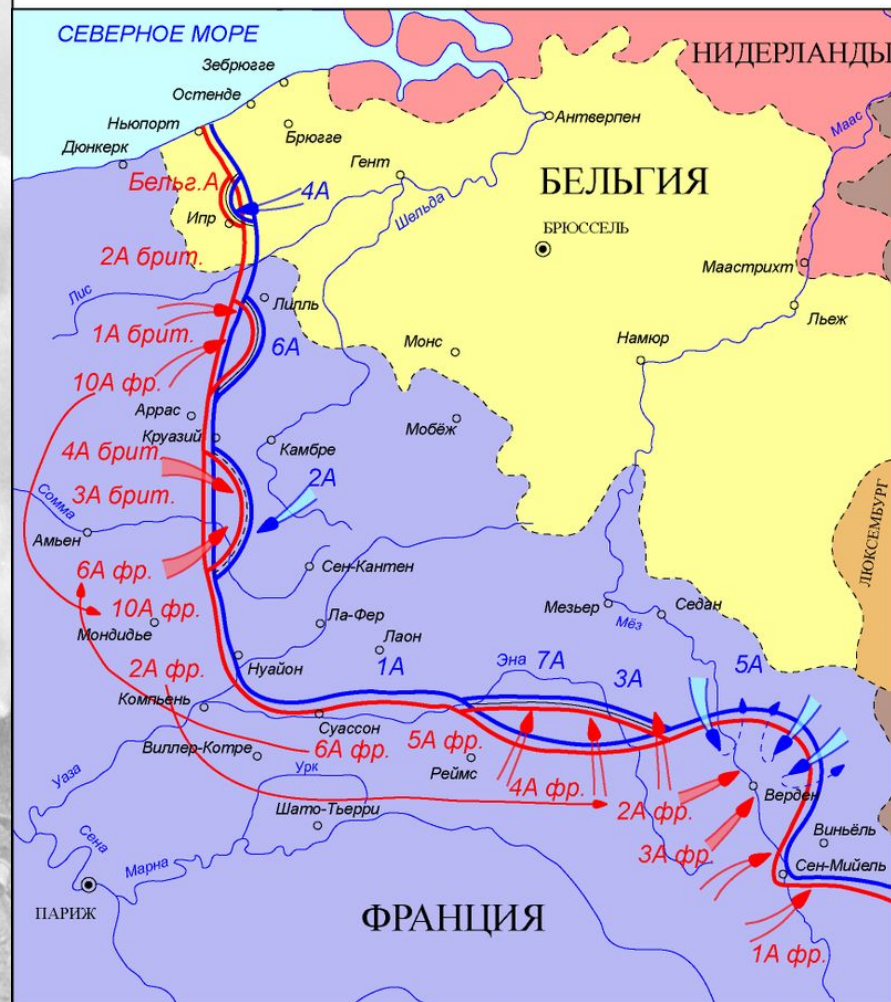 СЕВЕРНОЕ МОРЕ
НИДЕРЛАНДЫ
Зебрюгге
Остенде
Ньюпорт
Брюгге
Антверпен
Маас
Дюнкерк
Гент
Бельг.А
4А
БЕЛЬГИЯ
Ипр
Шельда
БРЮССЕЛЬ
2А брит.
Маастрихт
Лис
Лилль
Льеж
1А брит.
6А
Монс
Намюр
10А фр.
Аррас
Мобёж
Круазий
Камбре
4А брит.
2А
3А брит.
Сомма
ЛЮКСЕМБУРГ
Амьен
6А фр.
Сен-Кантен
10А фр.
Мондидье
Ла-Фер
Мезьер
Седан
Мёз
Лаон
2А фр.
Нуайон
1А
Эна
7А
3А
5А
Компьень
Суассон
Виллер-Котре
6А фр.
5А фр.
Реймс
Уаза
Урк
4А фр.
2А фр.
Верден
Шато-Тьерри
Сена
3А фр.
Виньёль
Марна
Сен-Мийель
ПАРИЖ
ФРАНЦИЯ
1А фр.